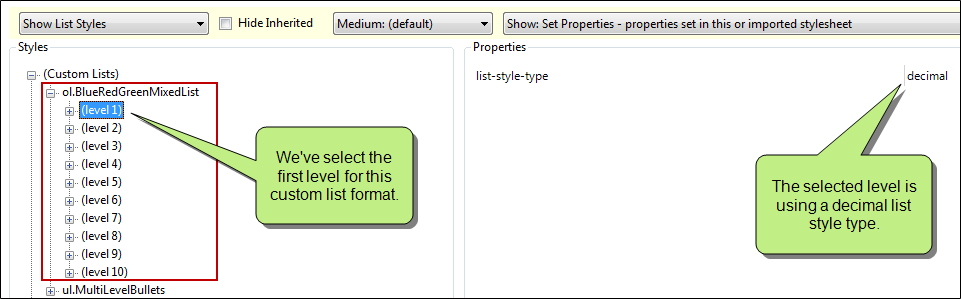 Show List Styles
Hide Inherited
Medium: (default)
Show: Set Properties - properties set in this or imported stylesheet
Styles
(Custom Lists)
ol.BlueRedGreenMixedList
(level 1)
(level 2)
(level 3)
(level 4)
(level 5)
(level 6)
(level 7)
(level 8)
(level 9)
(level 10)
ul.MultiLevelBullets
We've select the
first level for this
custom list format.
Properties
list-style-type
decimal
The selected level is
using a decimal list
style type.